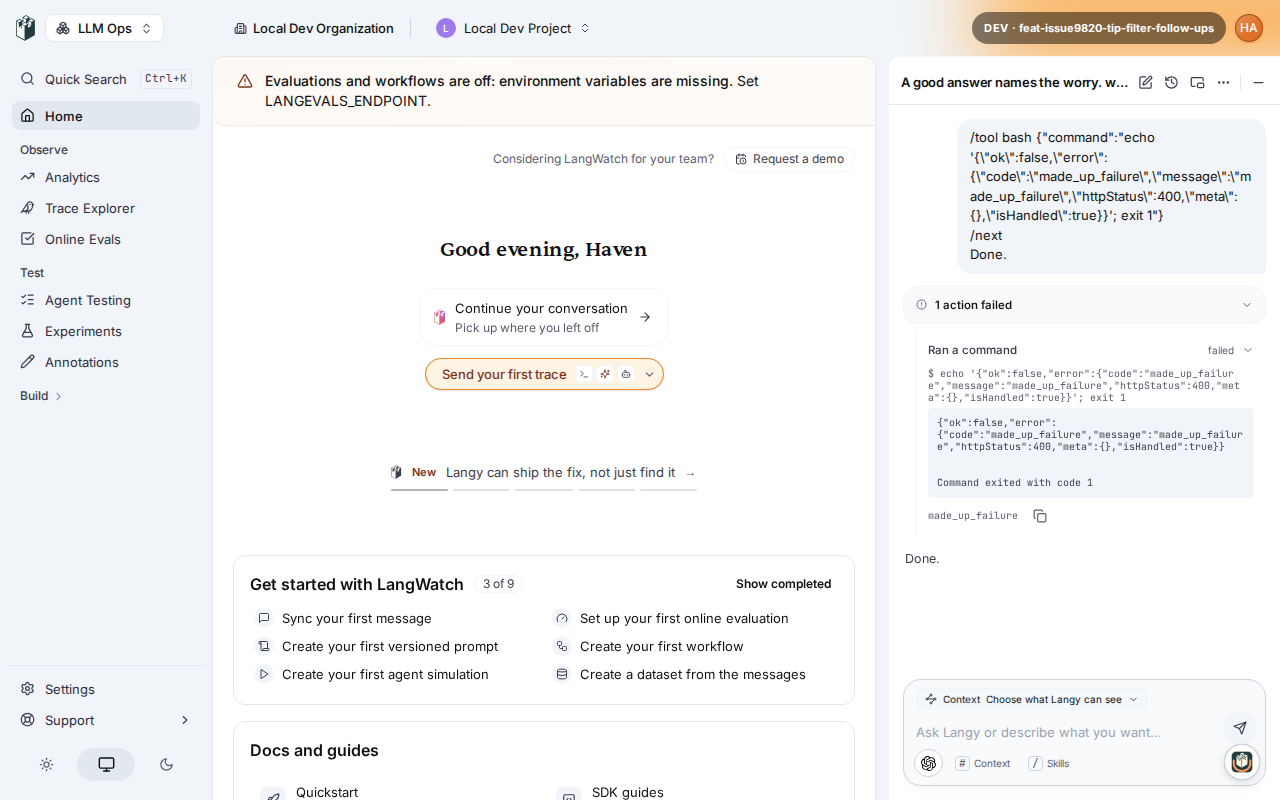 LLM Ops
Local Dev Organization
L
Local Dev Project
DEV · feat-issue9820-tip-filter-follow-ups
HA
Quick Search
Ctrl+K
Home
Observe
Analytics
Trace Explorer
Online Evals
Test
Agent Testing
Experiments
Annotations
Build
Settings
Support
Evaluations and workflows are off: environment variables are missing. Set
LANGEVALS_ENDPOINT.
Considering LangWatch for your team?
Request a demo
Good evening, Haven
Continue your conversation
Pick up where you left off
Send your first trace
New Langy can ship the fix, not just find it →
Get started with LangWatch
3 of 9
Show completed
Sync your first message
Set up your first online evaluation
Create your first versioned prompt
Create your first workflow
Create your first agent simulation
Create a dataset from the messages
Docs and guides
Quickstart
SDK guides
A good answer names the worry. w...
/tool bash {"command":"echo
'{\"ok\":false,\"error\":
{\"code\":\"made_up_failure\",\"message\":\"m
ade_up_failure\",\"httpStatus\":400,\"meta\":
{},\"isHandled\":true}}'; exit 1"}
/next
Done.
1 action failed
Ran a command
failed
$ echo '{"ok":false,"error":{"code":"made_up_failur
e","message":"made_up_failure","httpStatus":400,"met
a":{},"isHandled":true}}'; exit 1
{"ok":false,"error":
{"code":"made_up_failure","message":"made_up_failur
e","httpStatus":400,"meta":{},"isHandled":true}}
Command exited with code 1
made_up_failure
Done.
Context Choose what Langy can see
Ask Langy or describe what you want...
# Context
/ Skills